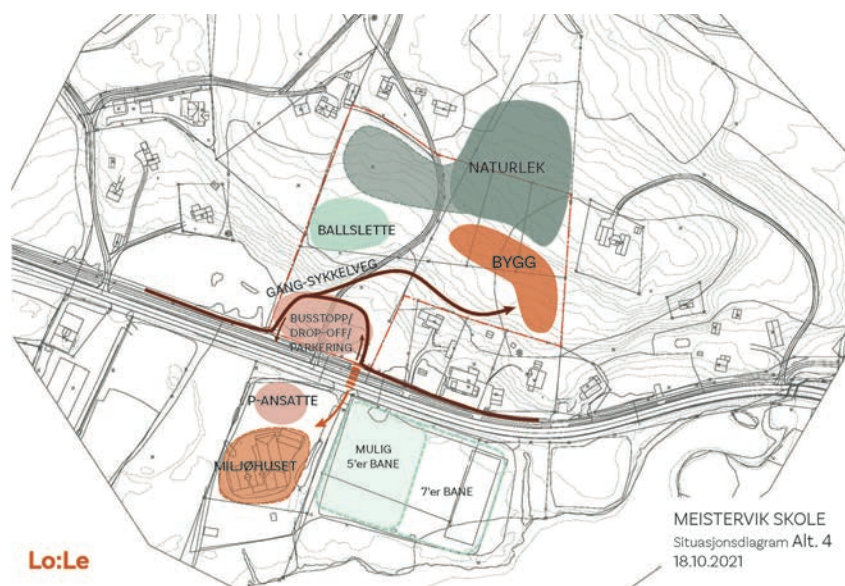 NATURLEK
BALLSLETTE
BYGG
GANG-SYKKELVEG
BUSSTOPP/
DROP-OFF/
PARKERING
P-ANSATTE
MILJØHUSET
MULIG
5'er BANE
7'er BANE
MEISTERVIK SKOLE
Situasjonsdiagram Alt. 4
18.10.2021
Lo:Le